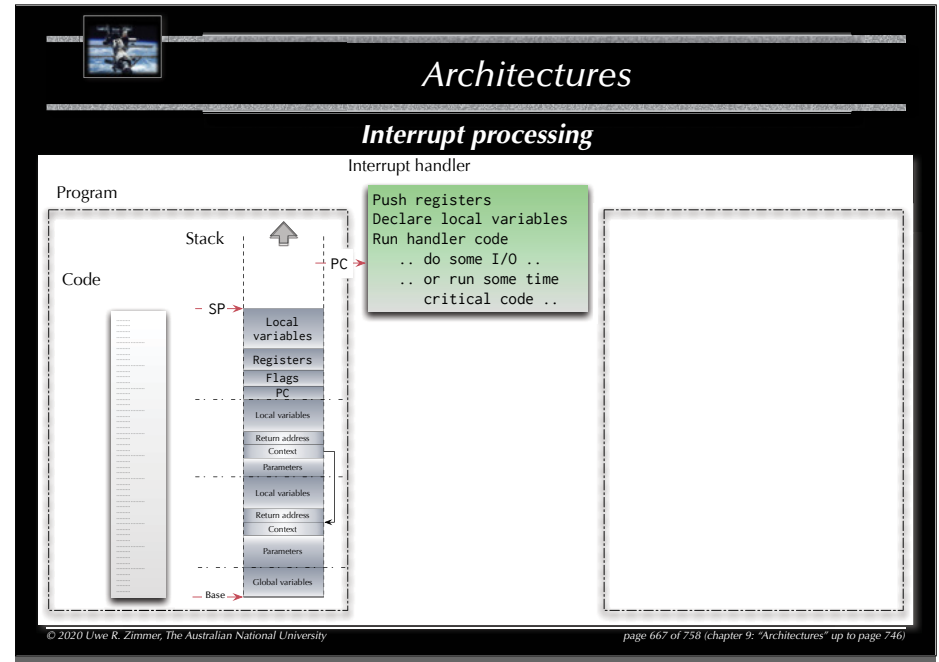 Architectures
Interrupt processing
Interrupt handler
Program
Push registers
Declare local variables
Run handler code
.. do some I/O ..
.. or run some time
critical code ..
Stack
PC
Code
SP
Local
variables
Registers
Flags
PC
Local variables
Return address
Context
Parameters
Local variables
Return address
Context
Parameters
Global variables
Base
© 2020 Uwe R. Zimmer, The Australian National University
page 667 of 758 (chapter 9: “Architectures” up to page 746)